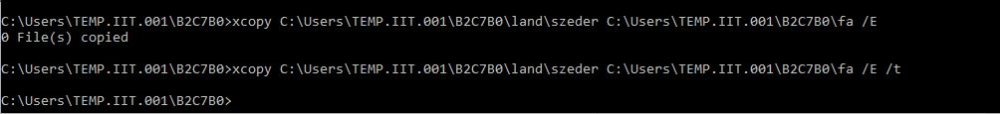 C:\Users\TEMP.IIT.001\B2C7B0>xcopy C:\Users\TEMP.IIT.001\B2C7B0\land\szeder C:\Users\TEMP.IIT.001\B2C7B0\fa /E
0 File(s) copied
C:\Users\TEMP.IIT.001\B2C7B0>xcopy C:\Users\TEMP.IIT.001\B2C7B0\land\szeder C:\Users\TEMP.IIT.001\B2C7B0\fa /E /t
C:\Users\TEMP.IIT.001\B2C7B0>